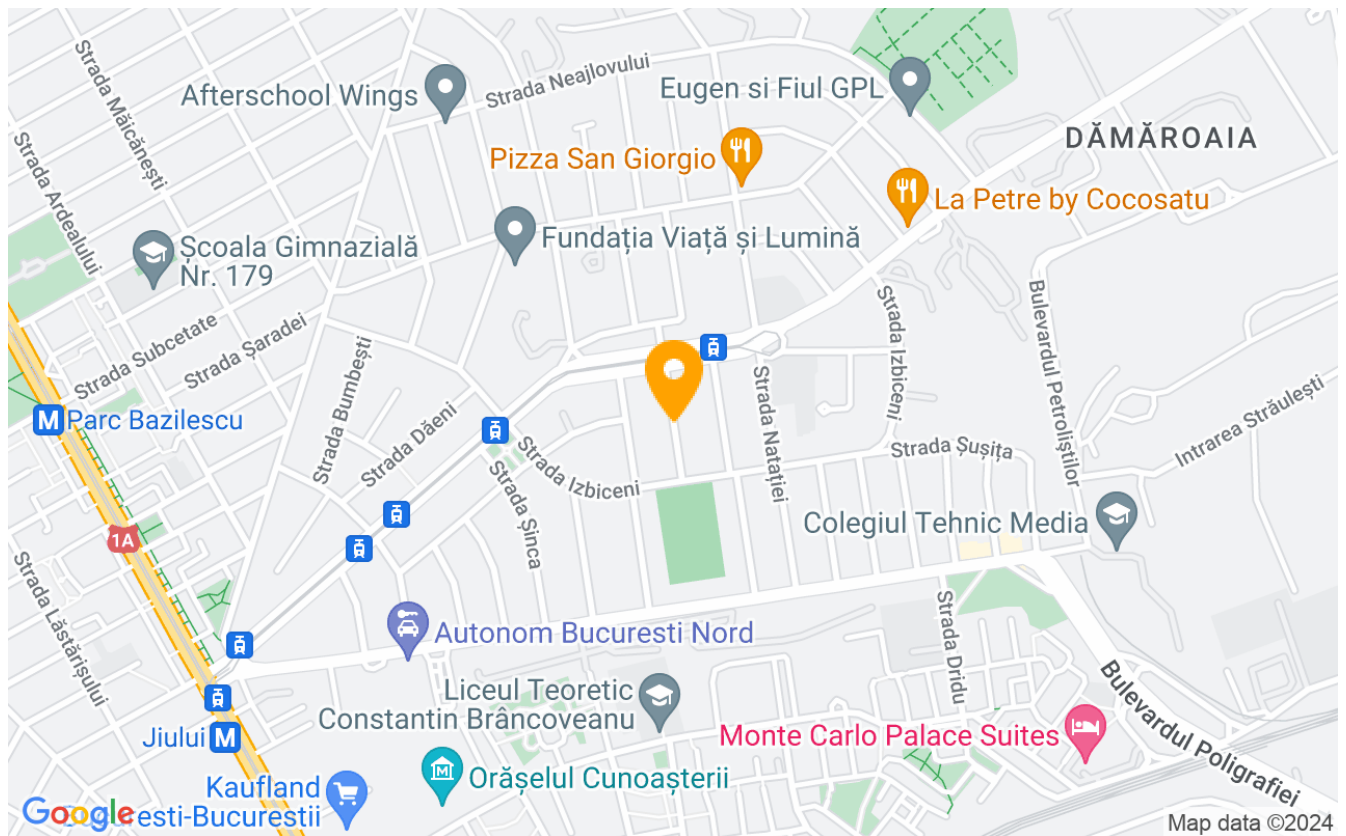 Strada Măicănești
Strada Neajlovului
Afterschool Wings
Eugen si Fiul GPL
DĂMĂROAIA
Pizza San Giorgio
Strada Ardealului
La Petre by Cocosatu
Fundația Viață și Lumină
Școala Gimnazială
Nr. 179
Strada Izbiceni
Bulevardul Petroliștilor
Strada Subcetate
Strada Șaradei
Strada Bumbești
Strada Natației
Intrarea Străulești
M Parc Bazilescu
Strada Dăeni
Strada Izbiceni
Strada Șușița
Strada Șinca
Colegiul Tehnic Media
1A
Strada Lăstărișului
Autonom Bucuresti Nord
Strada Dridu
Liceul Teoretic
Constantin Brâncoveanu
Bulevardul Poligrafiei
Jiului M
Monte Carlo Palace Suites
Orășelul Cunoașterii
Kaufland
resti-Bucurestii
Google
Map data ©2024